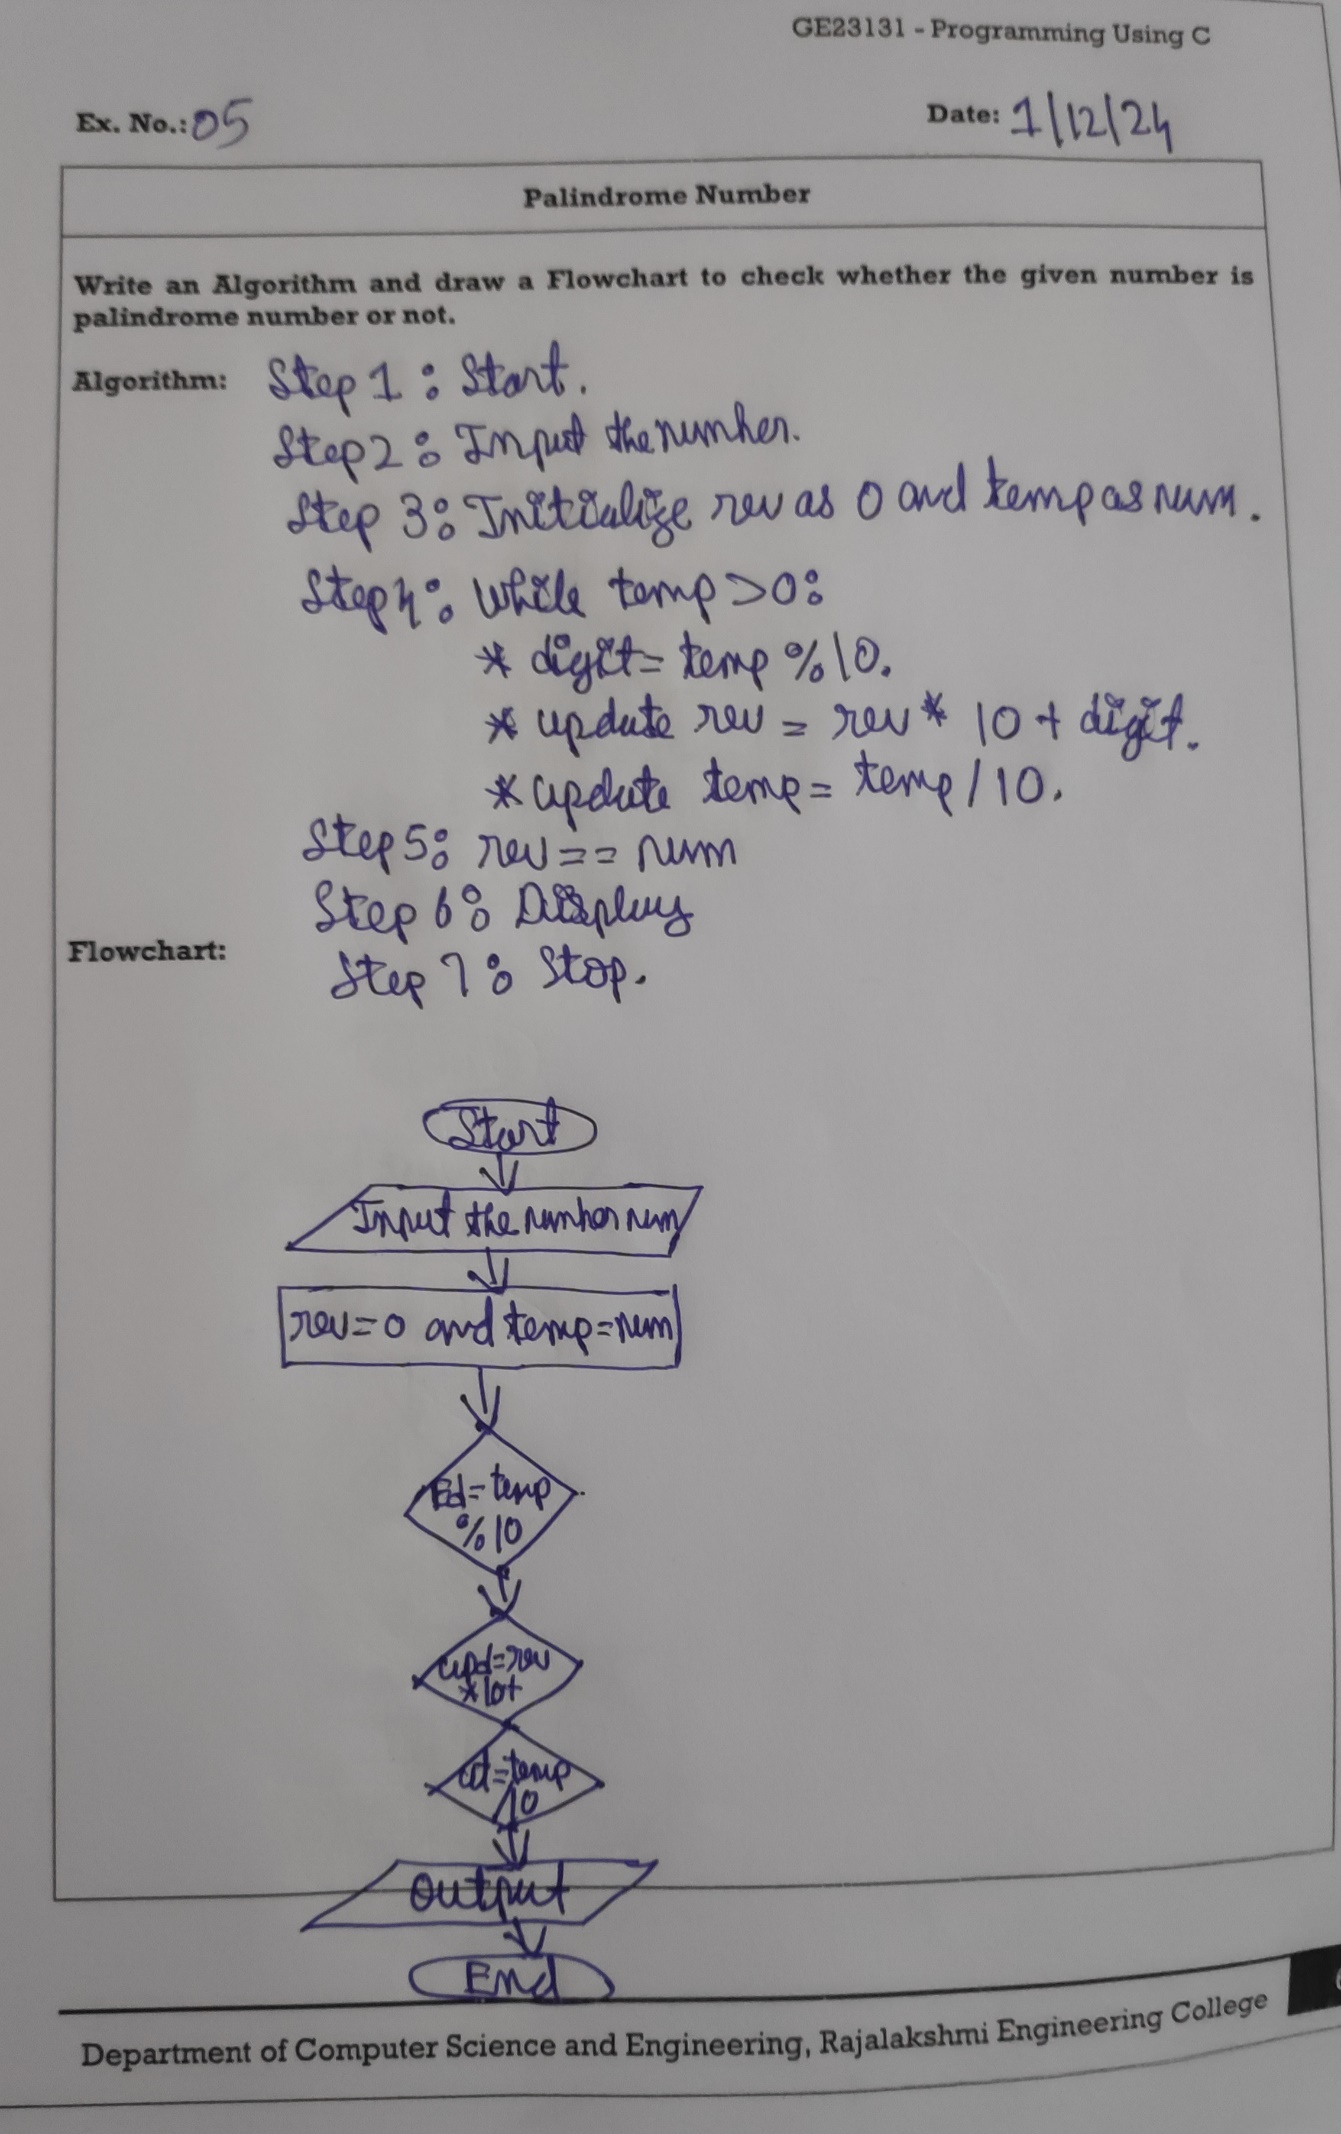 GE23131 - Programming Using C
Ex. No.: 05
Date: 1/12/24
Palindrome Number
Write an Algorithm and draw a Flowchart to check whether the given number is
palindrome number or not.
Algorithm: Step 1: Start.
Step 2: Input the number.
Step 3: Initialize rev as 0 and temp as num.
Step 4: While temp > 0:
* digit = temp % 10.
* update rev = rev * 10 + digit.
* update temp = temp / 10.
Step 5: rev == num
Step 6: Display
Flowchart:
Step 7: Stop.
Start
Input the number num
rev=0 and temp=num
= temp
% 10
upd=rev
*10+
=temp
/10
Output
End
Department of Computer Science and Engineering, Rajalakshmi Engineering College